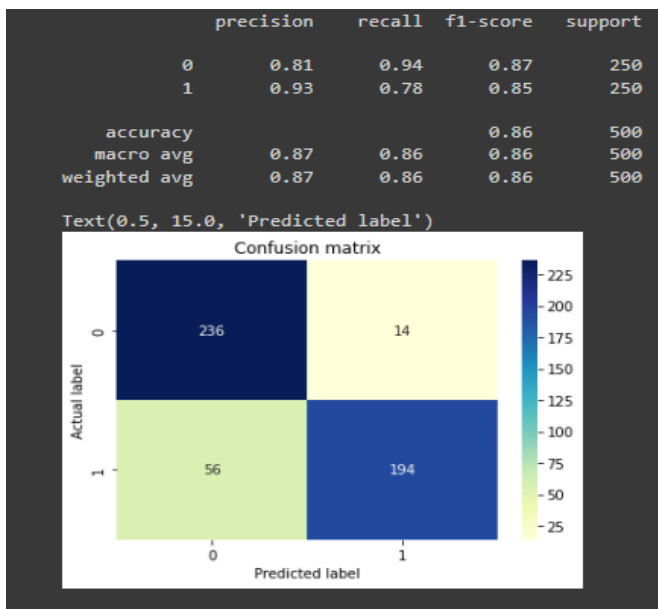 precision recall f1-score support
0 0.81 0.94 0.87 250
1 0.93 0.78 0.85 250
accuracy 0.86 500
macro avg 0.87 0.86 0.86 500
weighted avg 0.87 0.86 0.86 500
Text(0.5, 15.0, 'Predicted label')
Confusion matrix
225
200
175
150
125
100
75
50
25
Actual label
0
1
236 14
56 194
0 1
Predicted label